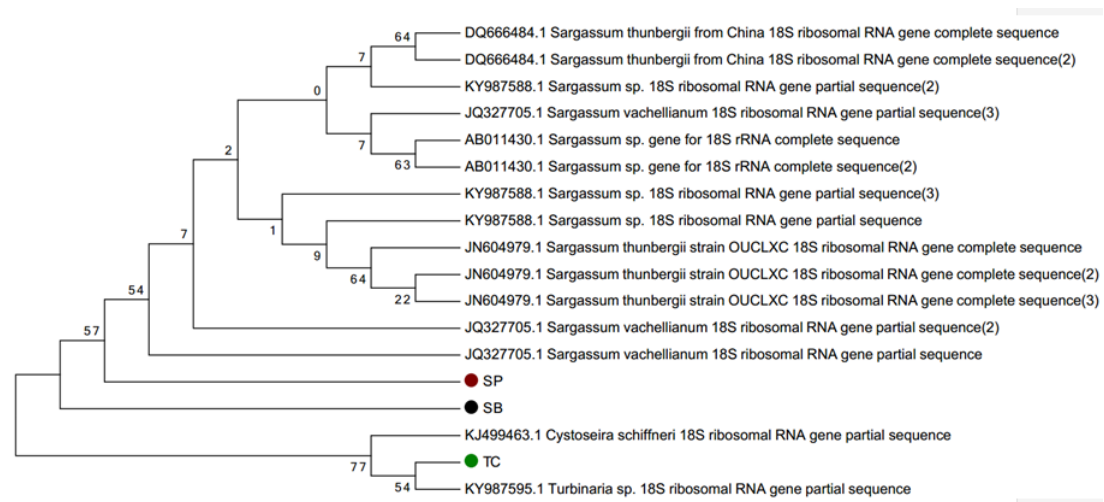 64 DQ666484.1 Sargassum thunbergii from China 18S ribosomal RNA gene complete sequence
7 DQ666484.1 Sargassum thunbergii from China 18S ribosomal RNA gene complete sequence(2)
KY987588.1 Sargassum sp. 18S ribosomal RNA gene partial sequence(2)
0
JQ327705.1 Sargassum vachellianum 18S ribosomal RNA gene partial sequence(3)
7 AB011430.1 Sargassum sp. gene for 18S rRNA complete sequence
2
63 AB011430.1 Sargassum sp. gene for 18S rRNA complete sequence(2)
KY987588.1 Sargassum sp. 18S ribosomal RNA gene partial sequence(3)
1 KY987588.1 Sargassum sp. 18S ribosomal RNA gene partial sequence
7
9 JN604979.1 Sargassum thunbergii strain OUCLXC 18S ribosomal RNA gene complete sequence
64 JN604979.1 Sargassum thunbergii strain OUCLXC 18S ribosomal RNA gene complete sequence(2)
54
22 JN604979.1 Sargassum thunbergii strain OUCLXC 18S ribosomal RNA gene complete sequence(3)
57 JQ327705.1 Sargassum vachellianum 18S ribosomal RNA gene partial sequence(2)
JQ327705.1 Sargassum vachellianum 18S ribosomal RNA gene partial sequence
SP
SB
KJ499463.1 Cystoseira schiffneri 18S ribosomal RNA gene partial sequence
77 TC
54 KY987595.1 Turbinaria sp. 18S ribosomal RNA gene partial sequence